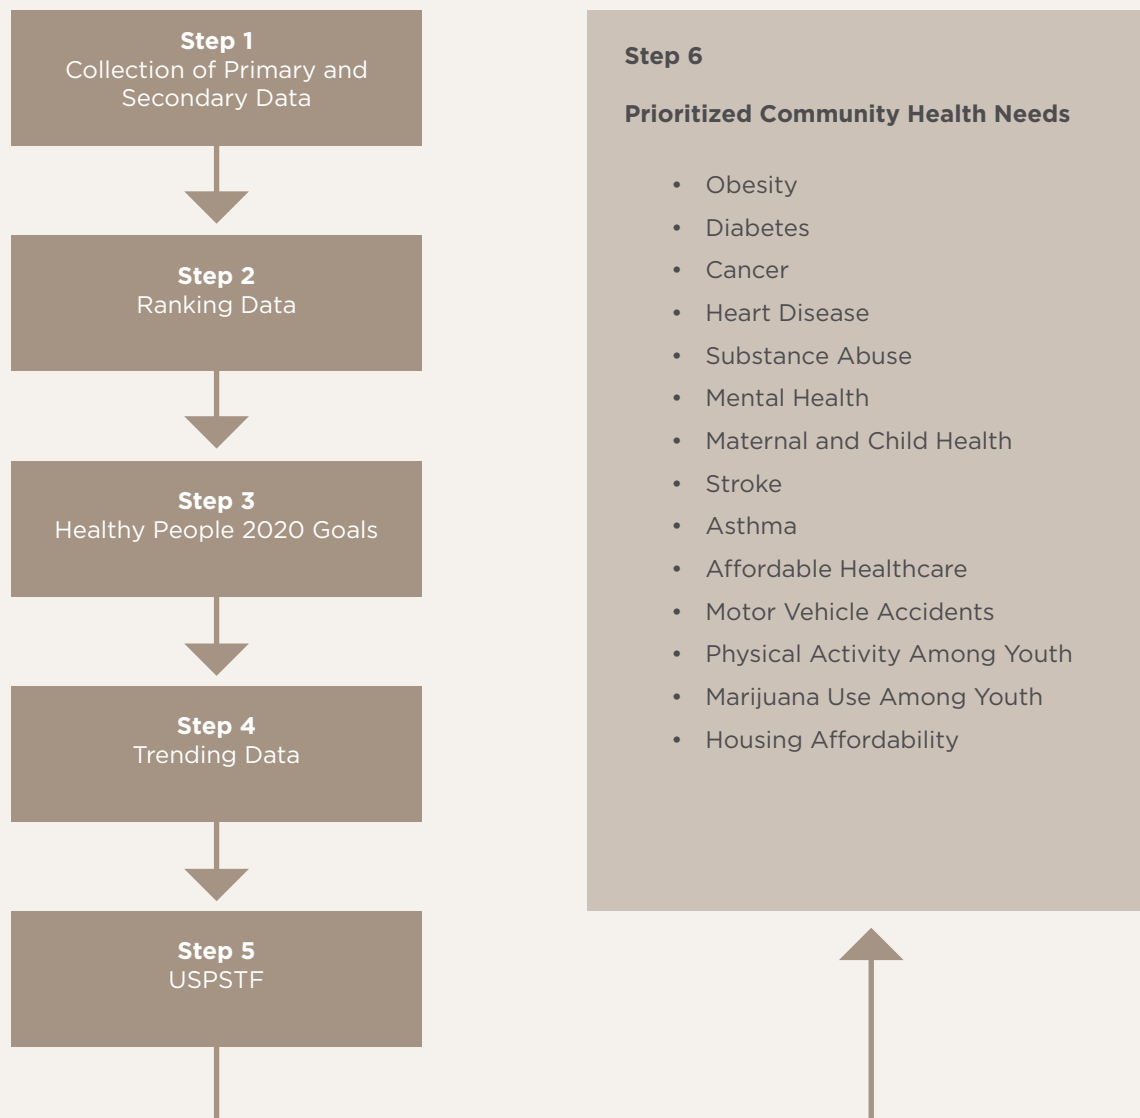 Step 1
Collection of Primary and
Secondary Data
Step 2
Ranking Data
Step 3
Healthy People 2020 Goals
Step 4
Trending Data
Step 5
USPSTF
Step 6
Prioritized Community Health Needs
• Obesity
• Diabetes
• Cancer
• Heart Disease
• Substance Abuse
• Mental Health
• Maternal and Child Health
• Stroke
• Asthma
• Affordable Healthcare
• Motor Vehicle Accidents
• Physical Activity Among Youth
• Marijuana Use Among Youth
• Housing Affordability